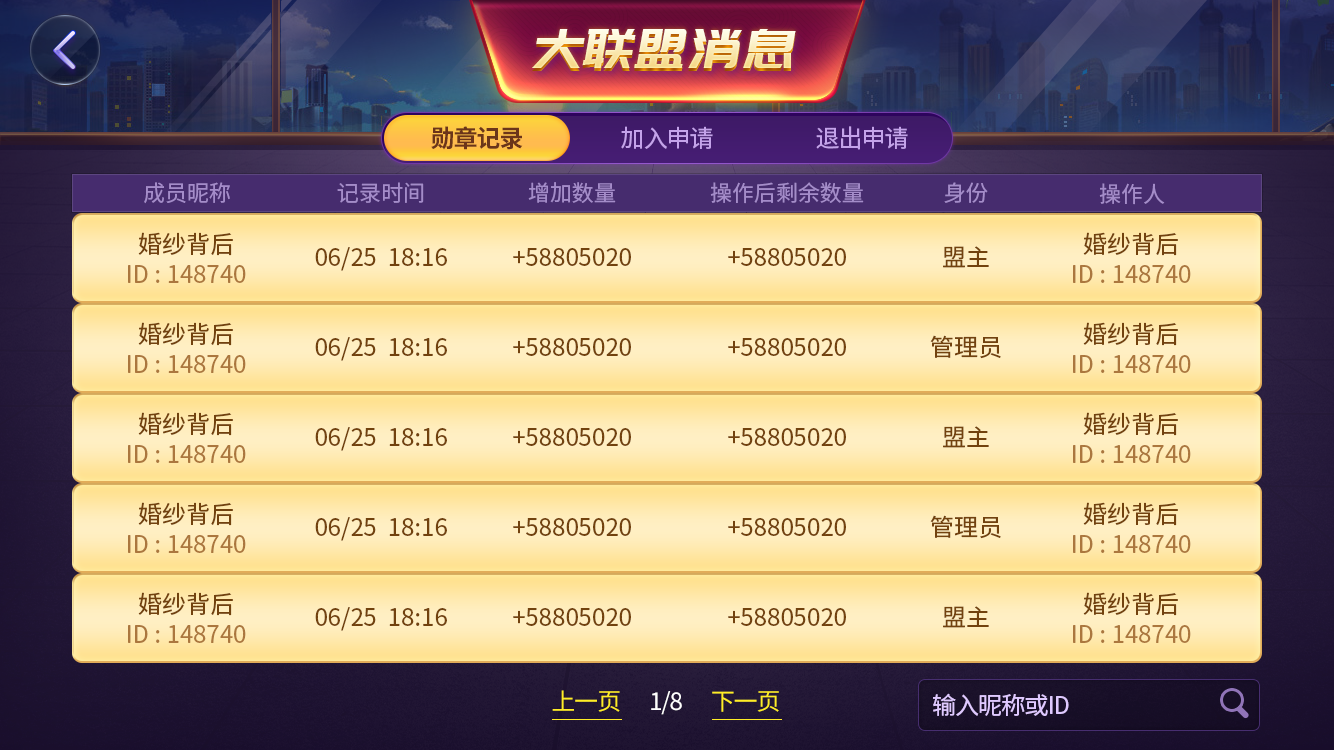 大联盟消息
勋章记录 加入申请 退出申请
成员昵称 记录时间 增加数量 操作后剩余数量 身份 操作人
婚纱背后 06/25 18:16 +58805020 +58805020 盟主 婚纱背后
ID : 148740 ID : 148740
婚纱背后 06/25 18:16 +58805020 +58805020 管理员 婚纱背后
ID : 148740 ID : 148740
婚纱背后 06/25 18:16 +58805020 +58805020 盟主 婚纱背后
ID : 148740 ID : 148740
婚纱背后 06/25 18:16 +58805020 +58805020 管理员 婚纱背后
ID : 148740 ID : 148740
婚纱背后 06/25 18:16 +58805020 +58805020 盟主 婚纱背后
ID : 148740 ID : 148740
上一页 1/8 下一页 输入昵称或ID